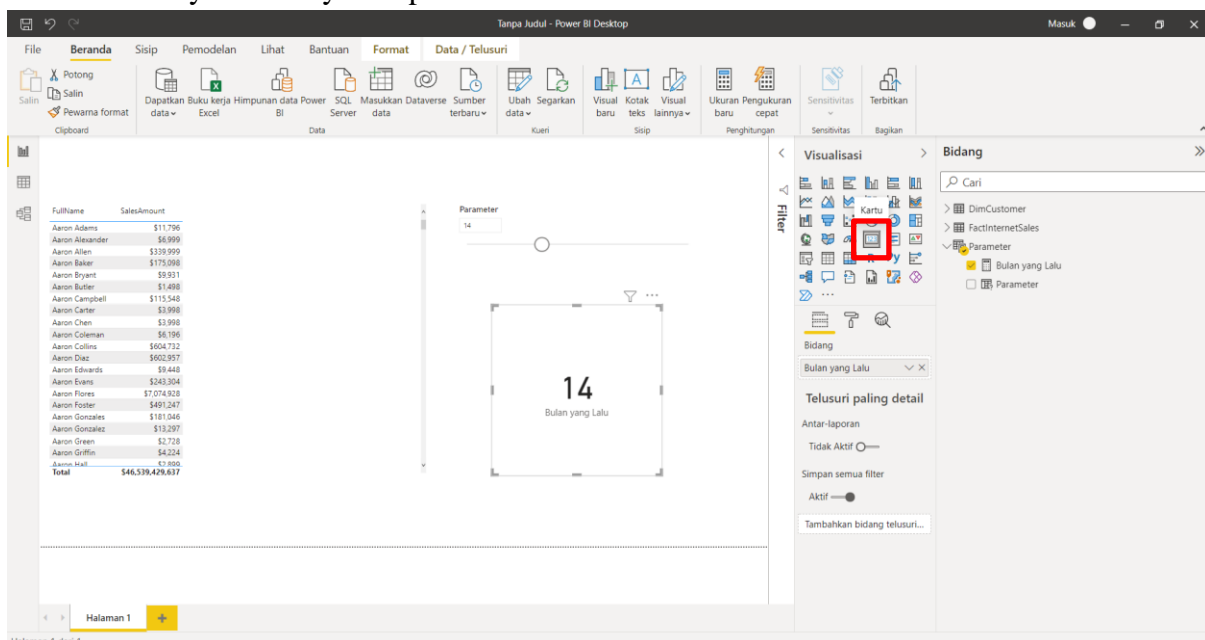 Tanpa Judul - Power BI Desktop
Masuk
File Beranda Sisip Pemodelan Lihat Bantuan Format Data / Telusuri
Salin
Potong
Salin
Pewarna format
Dapatkan data
Buku kerja Excel
Himpunan data Power BI
SQL Server
Masukkan data
Dataverse
Sumber terbaru
Ubah data
Segarkan
Visual baru
Kotak teks
Visual lainnya
Ukuran baru
Pengukuran cepat
Sensitivitas
Terbitkan
Clipboard Data Kueri Sisip Penghitungan Sensitivitas Bagikan
FullName SalesAmount
Aaron Adams $11,796
Aaron Alexander $6,999
Aaron Allen $339,999
Aaron Baker $175,098
Aaron Bryant $9,931
Aaron Butler $1,498
Aaron Campbell $115,548
Aaron Carter $3,998
Aaron Chen $3,998
Aaron Coleman $6,196
Aaron Collins $604,732
Aaron Diaz $602,957
Aaron Edwards $9,448
Aaron Evans $243,304
Aaron Flores $7,074,928
Aaron Foster $491,247
Aaron Gonzales $181,046
Aaron Gonzalez $13,297
Aaron Green $2,728
Aaron Griffin $4,224
Aaron Hall $2,899
Total $46,539,429,637
Parameter
14
14
Bulan yang Lalu
Filter
Visualisasi
Kartu
R Py
Bidang
Bulan yang Lalu
Telusuri paling detail
Antar-laporan
Tidak Aktif
Simpan semua filter
Aktif
Tambahkan bidang telusuri...
Bidang
Cari
DimCustomer
FactInternetSales
Parameter
Bulan yang Lalu
Parameter
Halaman 1